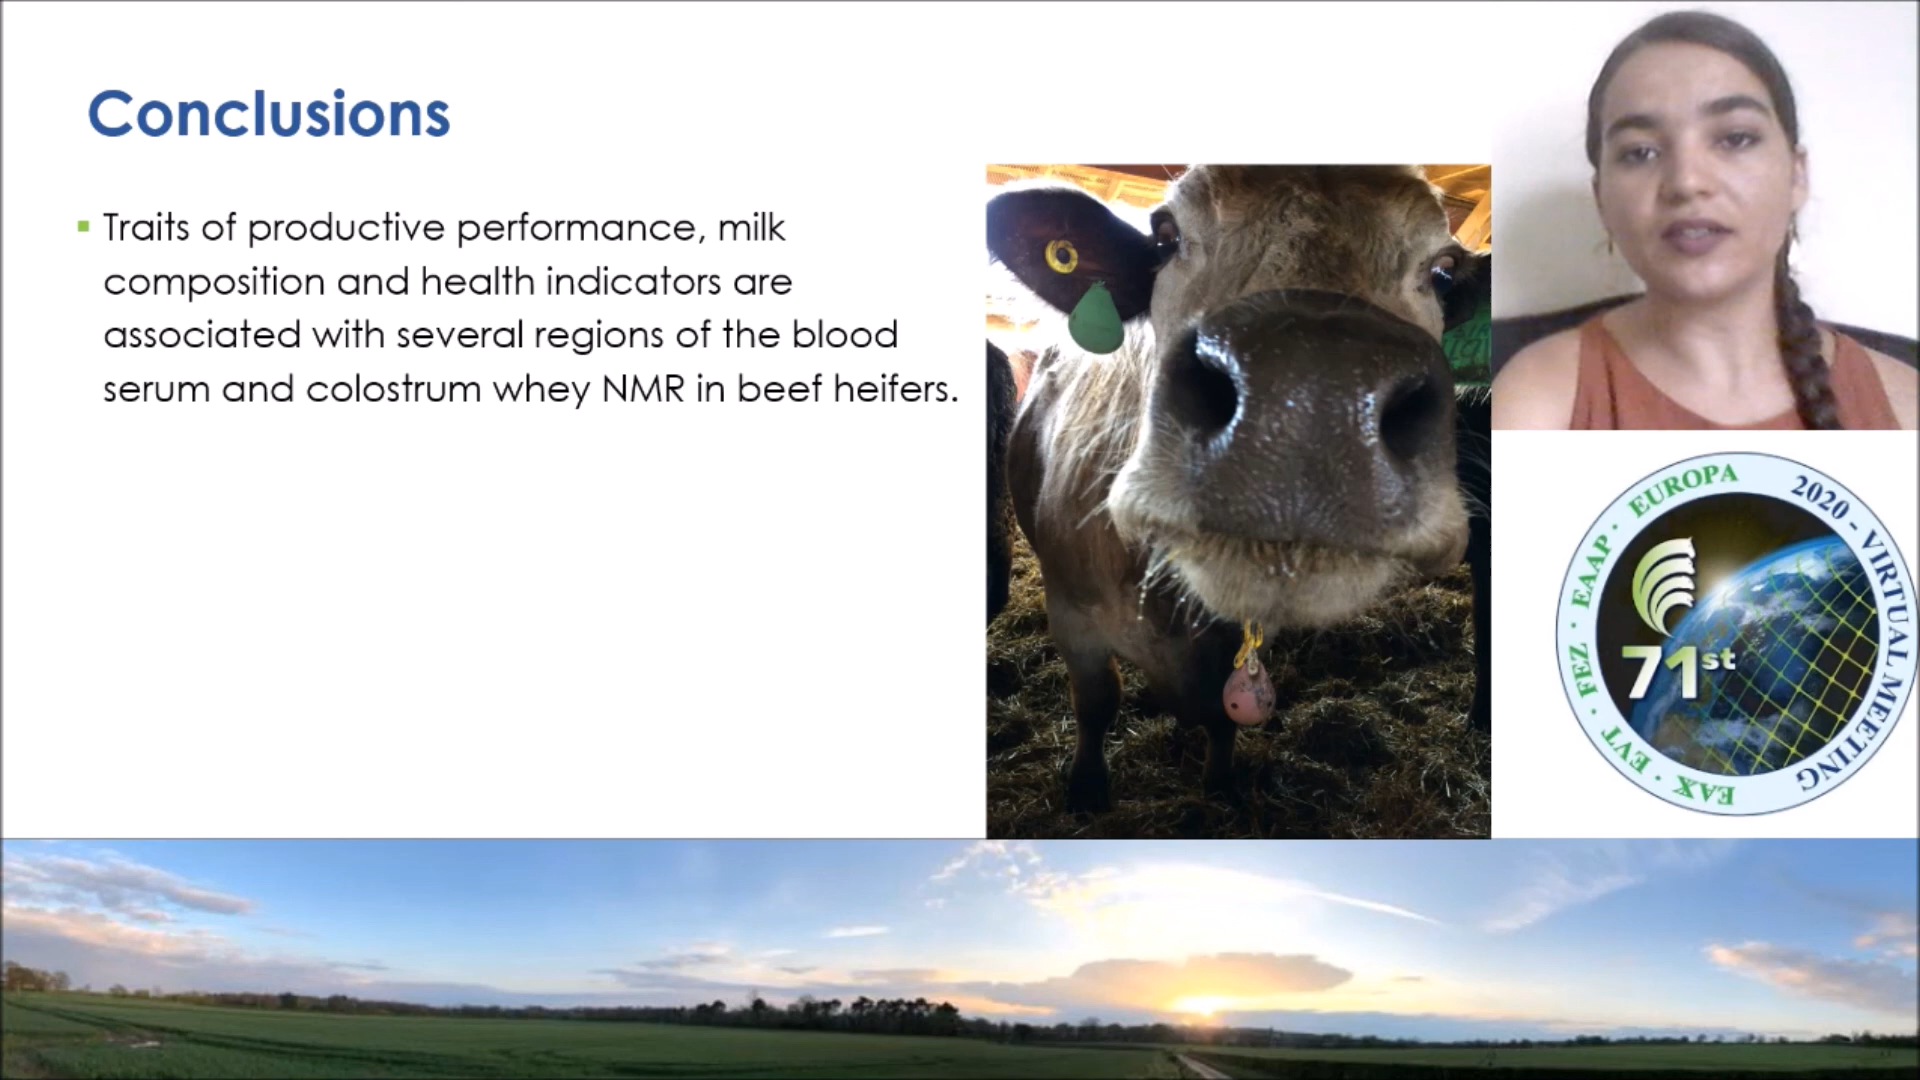 Conclusions
Traits of productive performance, milk
composition and health indicators are
associated with several regions of the blood
serum and colostrum whey NMR in beef heifers.
EAX · EVT · FEZ · EAAP · EUROPA
2020 - VIRTUAL MEETING
71st